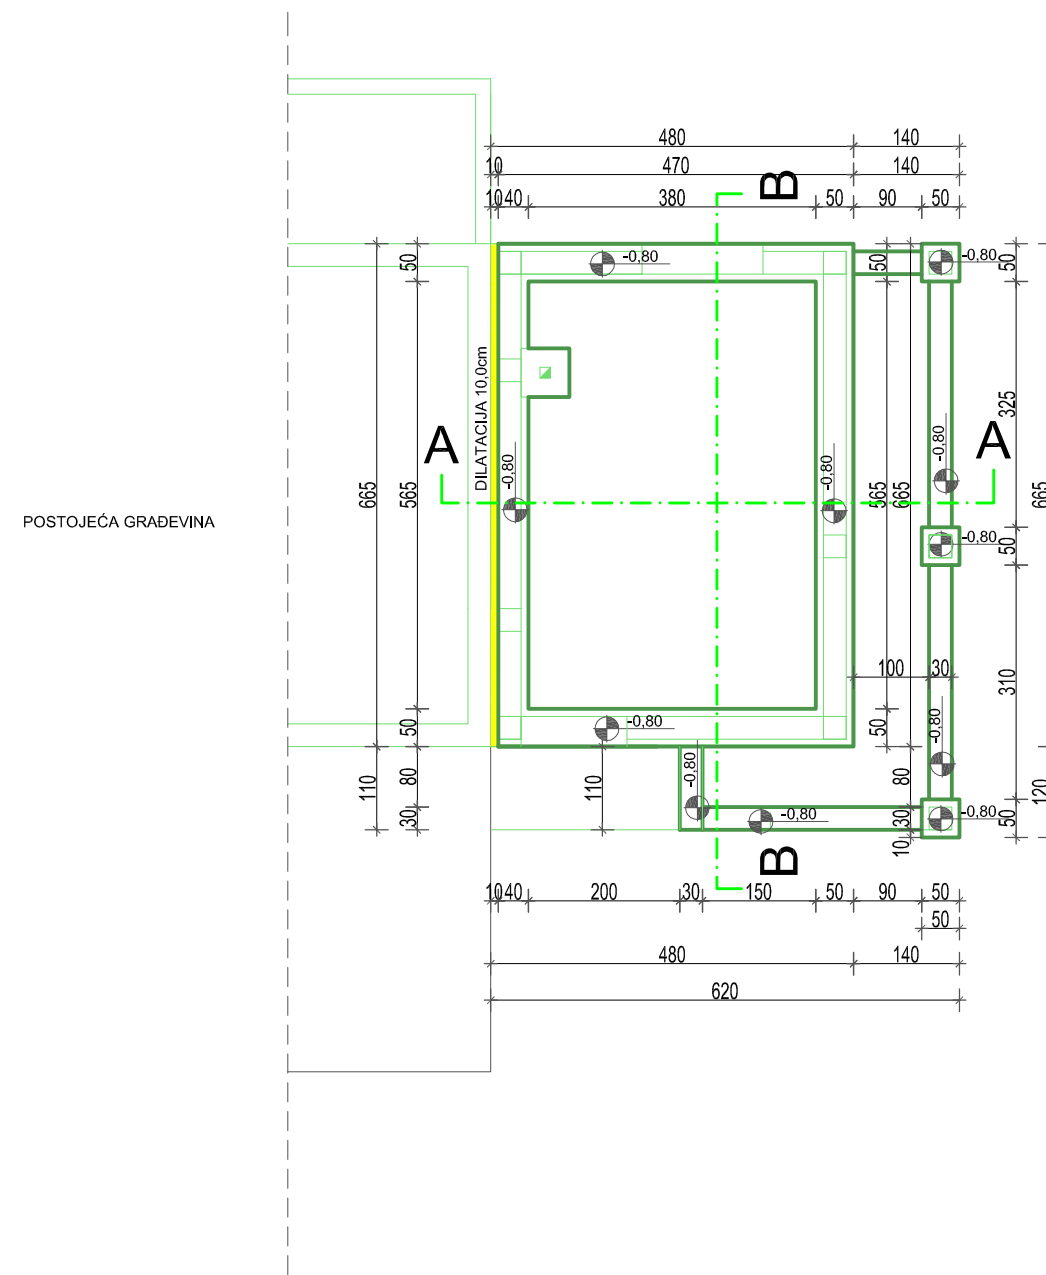 480 140
10 470 140
10 40 380 50 90 50
B
-0,80 -0,80
50 50 50
DILATACIJA 10,0cm
325
A A
-0,80 -0,80 -0,80
665 565 565 665 665
POSTOJEĆA GRAĐEVINA
-0,80
50
100 30
310
-0,80 -0,80
50 50
-0,80
110 80 110 80 120
-0,80 -0,80
30 30 50
10
B
10 40 200 30 150 50 90 50
50
480 140
620